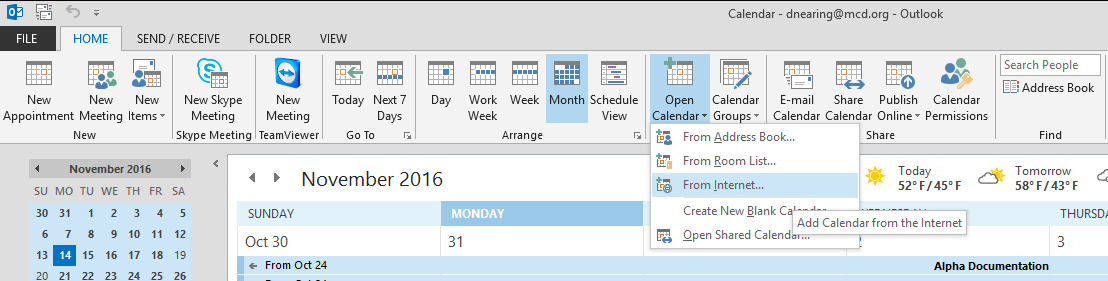 Calendar - dnearing@mcd.org - Outlook
FILE HOME SEND / RECEIVE FOLDER VIEW
New Appointment
New Meeting
New Items
New
New Skype Meeting
Skype Meeting
New Meeting
TeamViewer
Today
Next 7 Days
Go To
Day
Work Week
Week
Month
Schedule View
Arrange
Open Calendar
Calendar Groups
E-mail Calendar
Share Calendar
Publish Online
Calendar Permissions
Share
Search People
Address Book
Find
From Address Book...
From Room List...
From Internet...
Create New Blank Calendar
Open Shared Calendar...
Add Calendar from the Internet
November 2016
SU MO TU WE TH FR SA
30 31 1 2 3 4 5
6 7 8 9 10 11 12
13 14 15 16 17 18 19
20 21 22 23 24 25 26
November 2016
Today
52° F / 45° F
Tomorrow
58° F / 43° F
SUNDAY MONDAY THURSD
Oct 30 31 2 3
From Oct 24 Alpha Documentation